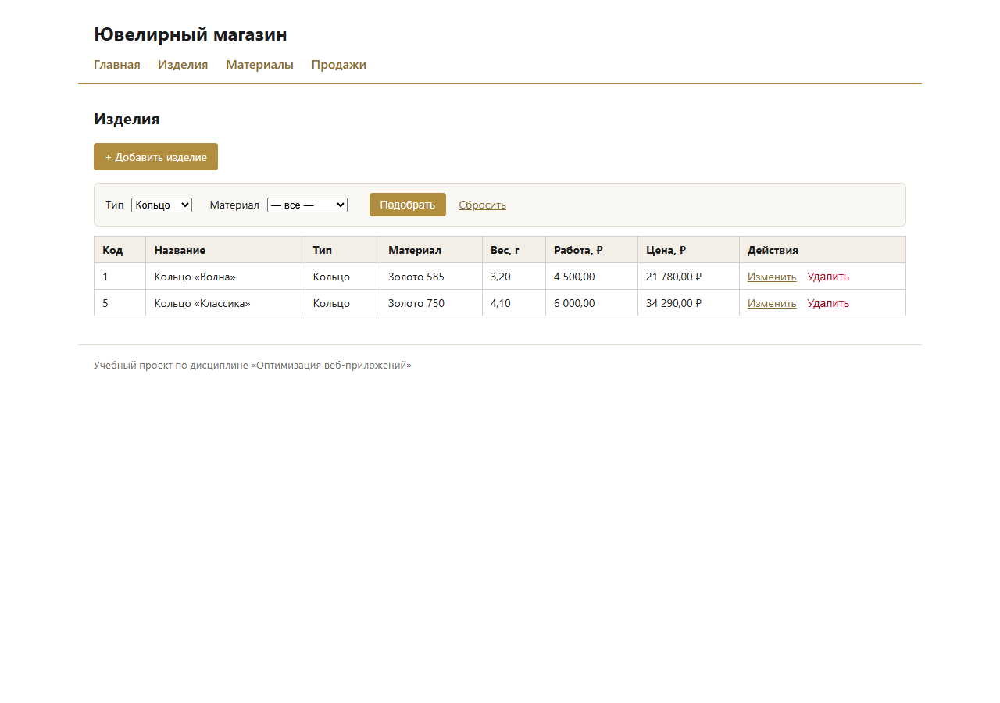 Ювелирный магазин
Главная Изделия Материалы Продажи
Изделия
+ Добавить изделие
Тип Кольцо Материал — все — Подобрать Сбросить
Код Название Тип Материал Вес, г Работа, ₽ Цена, ₽ Действия
1 Кольцо «Волна» Кольцо Золото 585 3,20 4 500,00 21 780,00 ₽ Изменить Удалить
5 Кольцо «Классика» Кольцо Золото 750 4,10 6 000,00 34 290,00 ₽ Изменить Удалить
Учебный проект по дисциплине «Оптимизация веб-приложений»